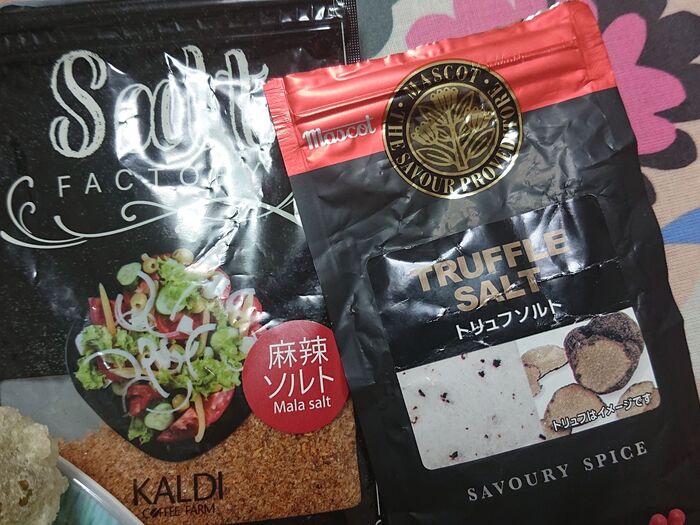 Salt
FACTORY
麻辣
ソルト
Mala salt
KALDI
COFFEE FARM
Mascot
MASCOT
THE SAVOUR PROVEDORE
TRUFFLE
SALT
トリュフソルト
トリュフはイメージです
SAVOURY SPICE